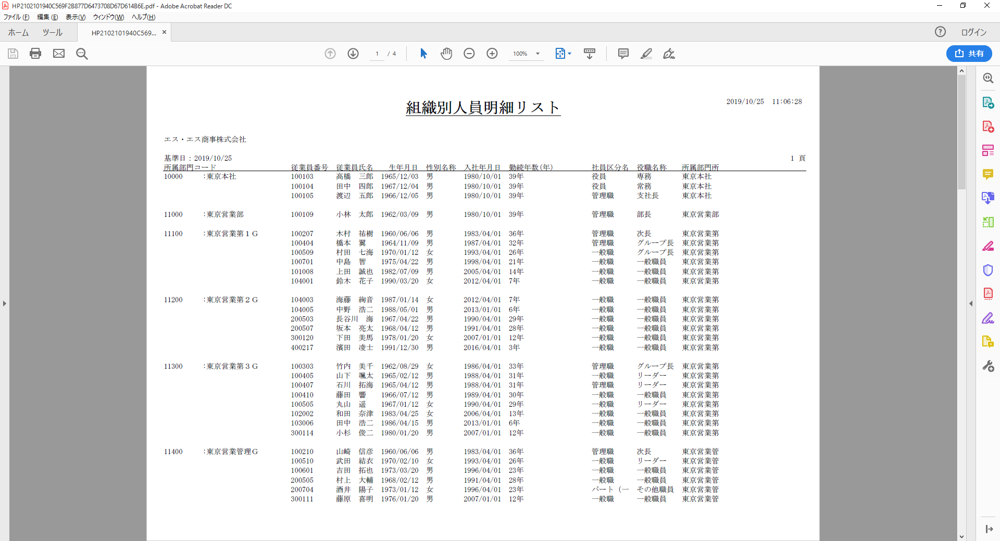 HP2102101940C569F2B877D6473708D67D614B6E.pdf - Adobe Acrobat Reader DC
ファイル(F) 編集(E) 表示(V) ウィンドウ(W) ヘルプ(H)
ホーム ツール HP2102101940C569... × ? ログイン
1 / 4 100% 共有
組織別人員明細リスト 2019/10/25 11:06:28
エス・エス商事株式会社
基準日：2019/10/25 1 頁
所属部門コード 従業員番号 従業員氏名 生年月日 性別名称 入社年月日 勤続年数(年) 社員区分名 役職名称 所属部門所
10000 :東京本社 100103 高橋 三郎 1965/12/03 男 1980/10/01 39年 役員 専務 東京本社
100104 田中 四郎 1967/12/04 男 1980/10/01 39年 役員 常務 東京本社
100105 渡辺 五郎 1966/12/05 男 1980/10/01 39年 管理職 支社長 東京本社
11000 :東京営業部 100109 小林 太郎 1962/03/09 男 1980/10/01 39年 管理職 部長 東京営業部
11100 :東京営業第１Ｇ 100207 木村 祐樹 1960/06/06 男 1983/04/01 36年 管理職 次長 東京営業第
100404 橋本 翼 1964/11/09 男 1987/04/01 32年 管理職 グループ長 東京営業第
100509 村田 七海 1970/01/12 女 1993/04/01 26年 一般職 グループ長 東京営業第
100701 中島 智 1975/04/22 男 1998/04/01 21年 一般職 一般職員 東京営業第
101008 上田 誠也 1982/07/09 男 2005/04/01 14年 一般職 一般職員 東京営業第
104001 鈴木 花子 1990/03/20 女 2012/04/01 7年 一般職 一般職員 東京営業第
11200 :東京営業第２Ｇ 104003 海藤 絢音 1987/01/14 女 2012/04/01 7年 一般職 一般職員 東京営業第
104005 中野 浩二 1988/05/01 男 2013/01/01 6年 一般職 一般職員 東京営業第
200503 長谷川 海 1967/04/22 男 1990/04/01 29年 一般職 一般職員 東京営業第
200507 坂本 亮太 1968/04/12 男 1991/04/01 28年 一般職 一般職員 東京営業第
300120 下田 美馬 1978/01/20 女 2007/01/01 12年 一般職 一般職員 東京営業第
400217 濱田 凌士 1991/12/30 男 2016/04/01 3年 一般職 一般職員 東京営業第
11300 :東京営業第３Ｇ 100303 竹内 美千 1962/08/29 女 1986/04/01 33年 管理職 グループ長 東京営業第
100405 山下 颯太 1965/02/12 男 1988/04/01 31年 一般職 リーダー 東京営業第
100407 石川 拓海 1965/04/12 男 1988/04/01 31年 管理職 リーダー 東京営業第
100410 藤田 響 1966/07/12 男 1989/04/01 30年 一般職 一般職員 東京営業第
100505 丸山 遥 1967/01/12 女 1990/04/01 29年 一般職 リーダー 東京営業第
102002 和田 奈津 1983/04/25 女 2006/04/01 13年 一般職 一般職員 東京営業第
103006 田中 浩二 1986/04/15 男 2013/01/01 6年 一般職 一般職員 東京営業第
300114 小杉 俊二 1980/01/20 男 2007/01/01 12年 一般職 一般職員 東京営業第
11400 :東京営業管理Ｇ 100210 山崎 信彦 1960/06/06 男 1983/04/01 36年 管理職 次長 東京営業管
100510 武田 結衣 1970/02/10 女 1993/04/01 26年 一般職 リーダー 東京営業管
100601 吉田 拓也 1973/03/20 男 1996/04/01 23年 一般職 一般職員 東京営業管
200505 村上 大輔 1968/02/12 男 1991/04/01 28年 一般職 一般職員 東京営業管
200704 酒井 陽子 1973/01/12 女 1996/04/01 23年 パート（一 その他職員 東京営業管
300111 藤原 喜明 1976/01/20 男 2007/01/01 12年 一般職 一般職員 東京営業管